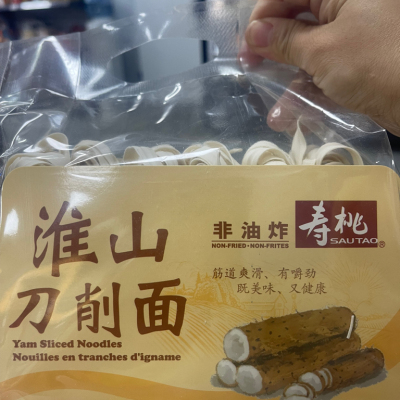 淮山
刀削面
Yam Sliced Noodles
Nouilles en tranches d'igname
非油炸
NON-FRIED·NON-FRITES
寿桃
SAUTAO®
筋道爽滑、有嚼劲
既美味、又健康